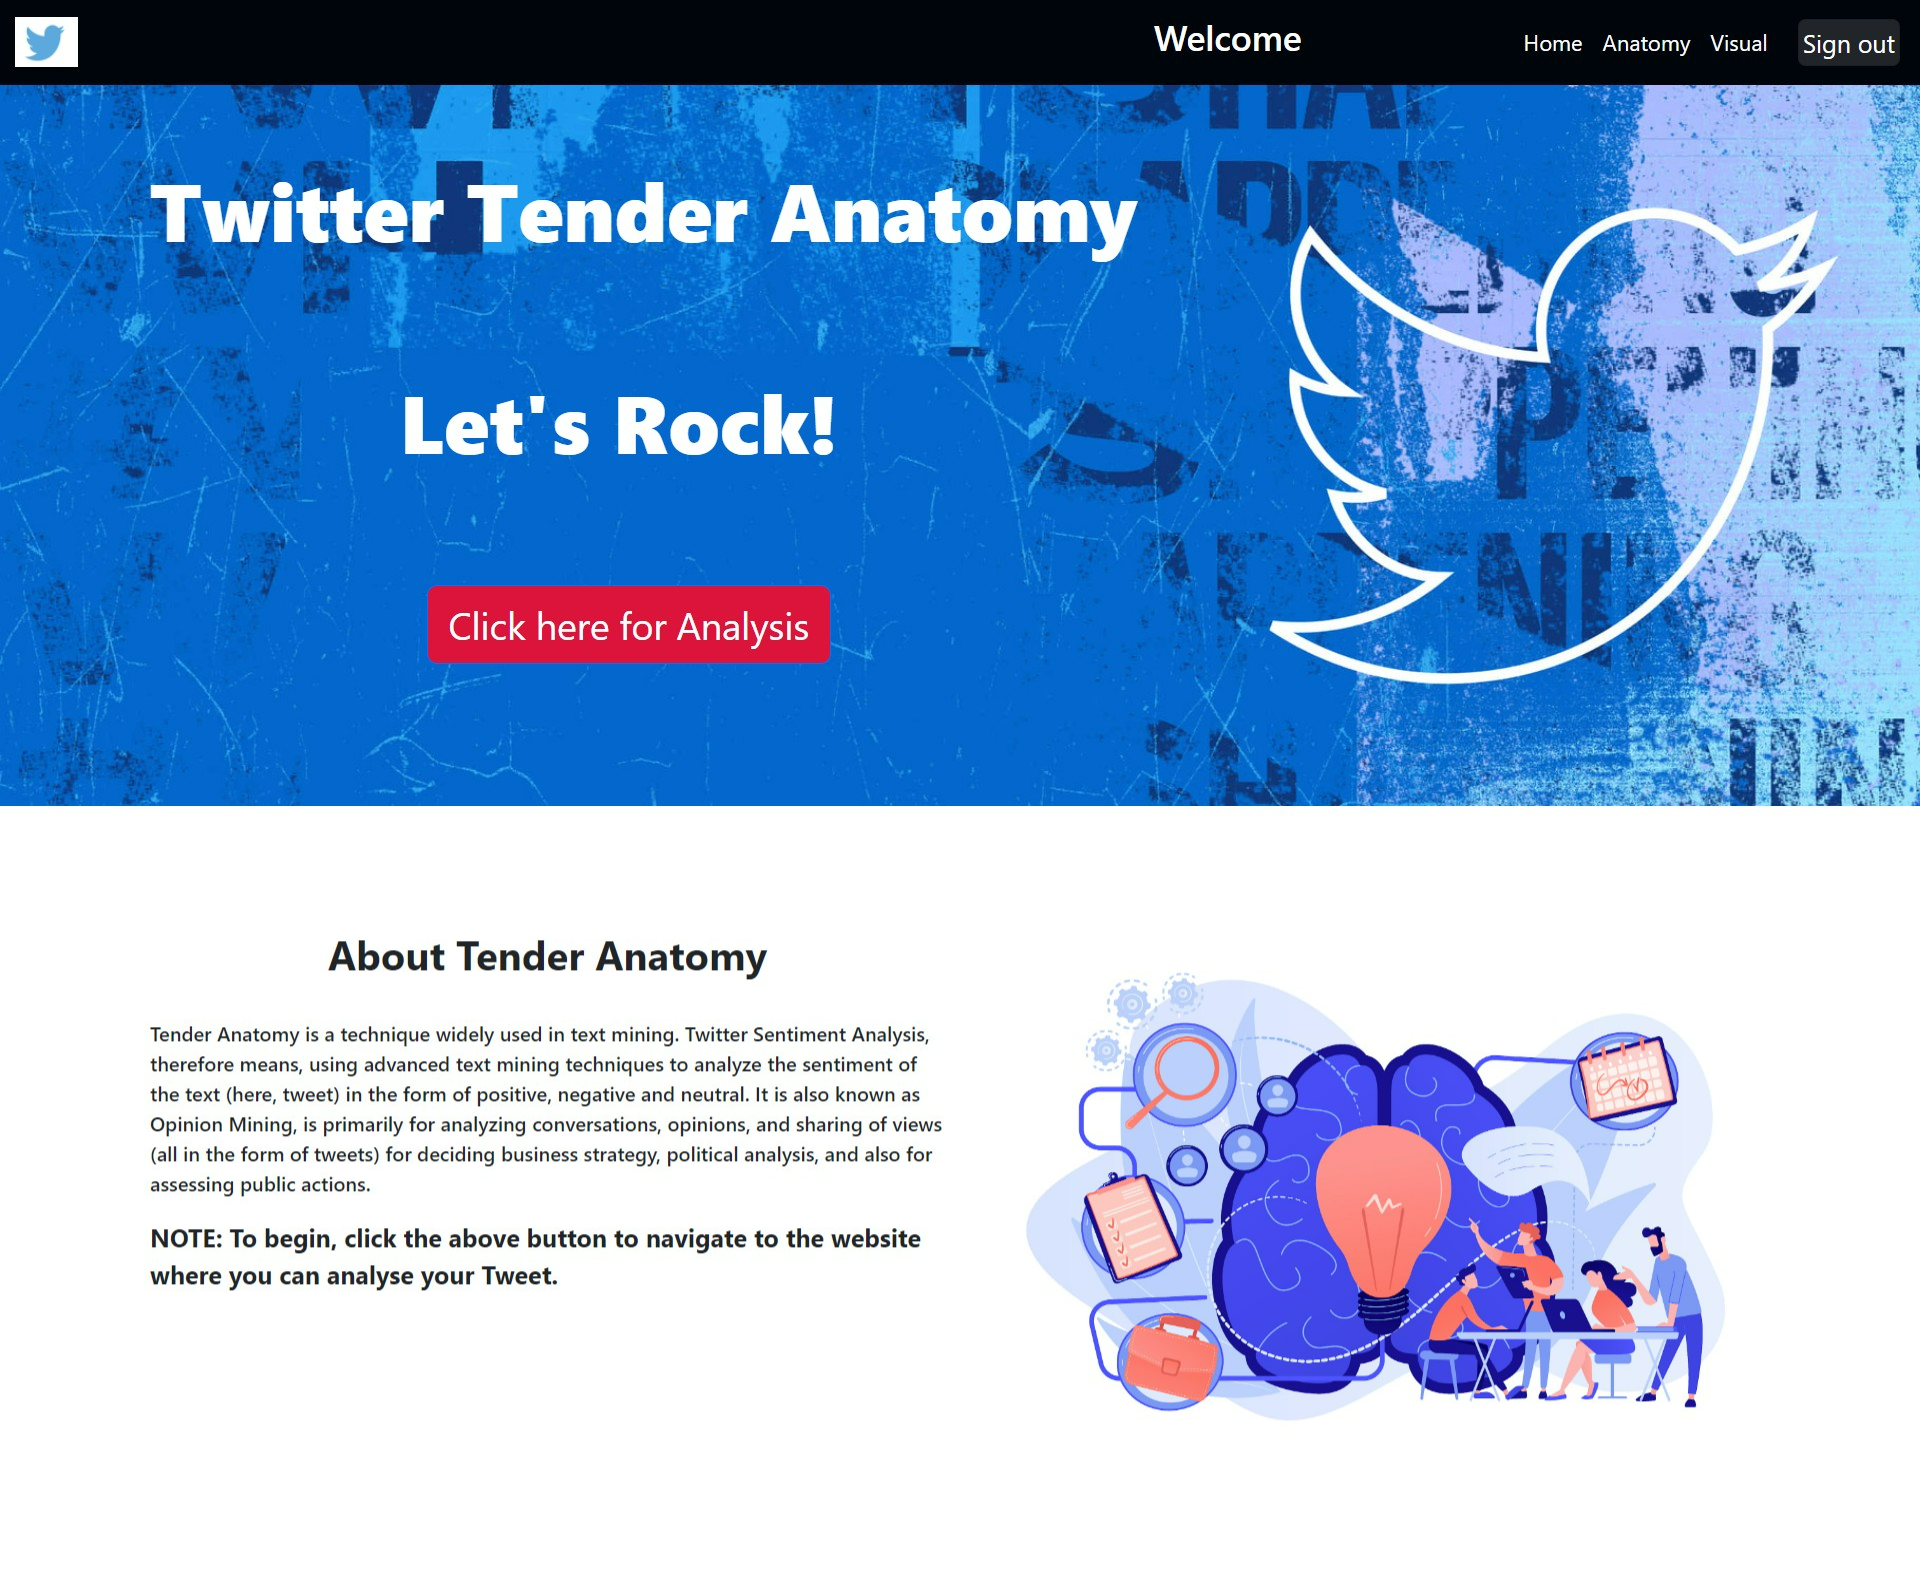 Welcome
Home Anatomy Visual Sign out
Twitter Tender Anatomy
Let's Rock!
Click here for Analysis
About Tender Anatomy
Tender Anatomy is a technique widely used in text mining. Twitter Sentiment Analysis,
therefore means, using advanced text mining techniques to analyze the sentiment of
the text (here, tweet) in the form of positive, negative and neutral. It is also known as
Opinion Mining, is primarily for analyzing conversations, opinions, and sharing of views
(all in the form of tweets) for deciding business strategy, political analysis, and also for
assessing public actions.
NOTE: To begin, click the above button to navigate to the website
where you can analyse your Tweet.